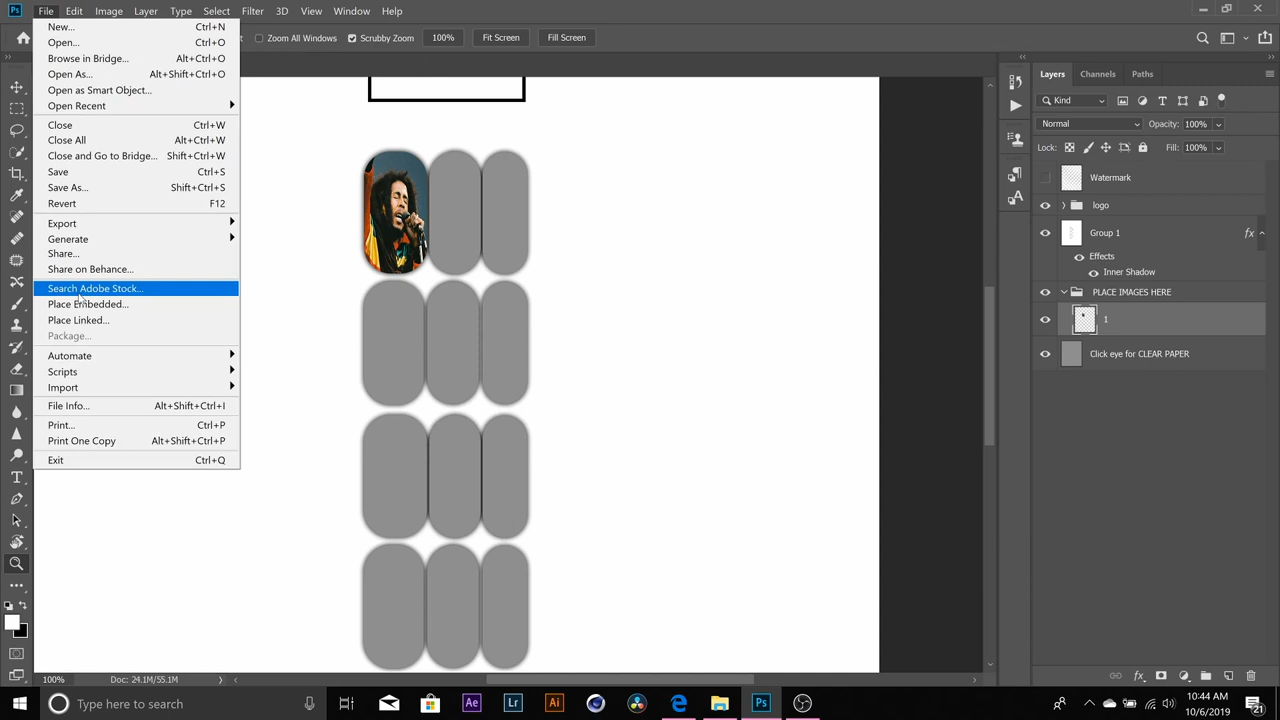 Ps File Edit Image Layer Type Select Filter 3D View Window Help
Zoom All Windows Scrubby Zoom 100% Fit Screen Fill Screen
New... Ctrl+N
Open... Ctrl+O
Browse in Bridge... Alt+Ctrl+O
Open As... Alt+Shift+Ctrl+O
Open as Smart Object...
Open Recent
Close Ctrl+W
Close All Alt+Ctrl+W
Close and Go to Bridge... Shift+Ctrl+W
Save Ctrl+S
Save As... Shift+Ctrl+S
Revert F12
Export
Generate
Share...
Share on Behance...
Search Adobe Stock...
Place Embedded...
Place Linked...
Package...
Automate
Scripts
Import
File Info... Alt+Shift+Ctrl+I
Print... Ctrl+P
Print One Copy Alt+Shift+Ctrl+P
Exit Ctrl+Q
Layers Channels Paths
Kind
Normal Opacity: 100%
Lock: Fill: 100%
Watermark
logo
Group 1 fx
Effects
Inner Shadow
PLACE IMAGES HERE
1
Click eye for CLEAR PAPER
100% Doc: 24.1M/55.1M
Type here to search
Ae Lr Ai Ps
10:44 AM
10/6/2019
21